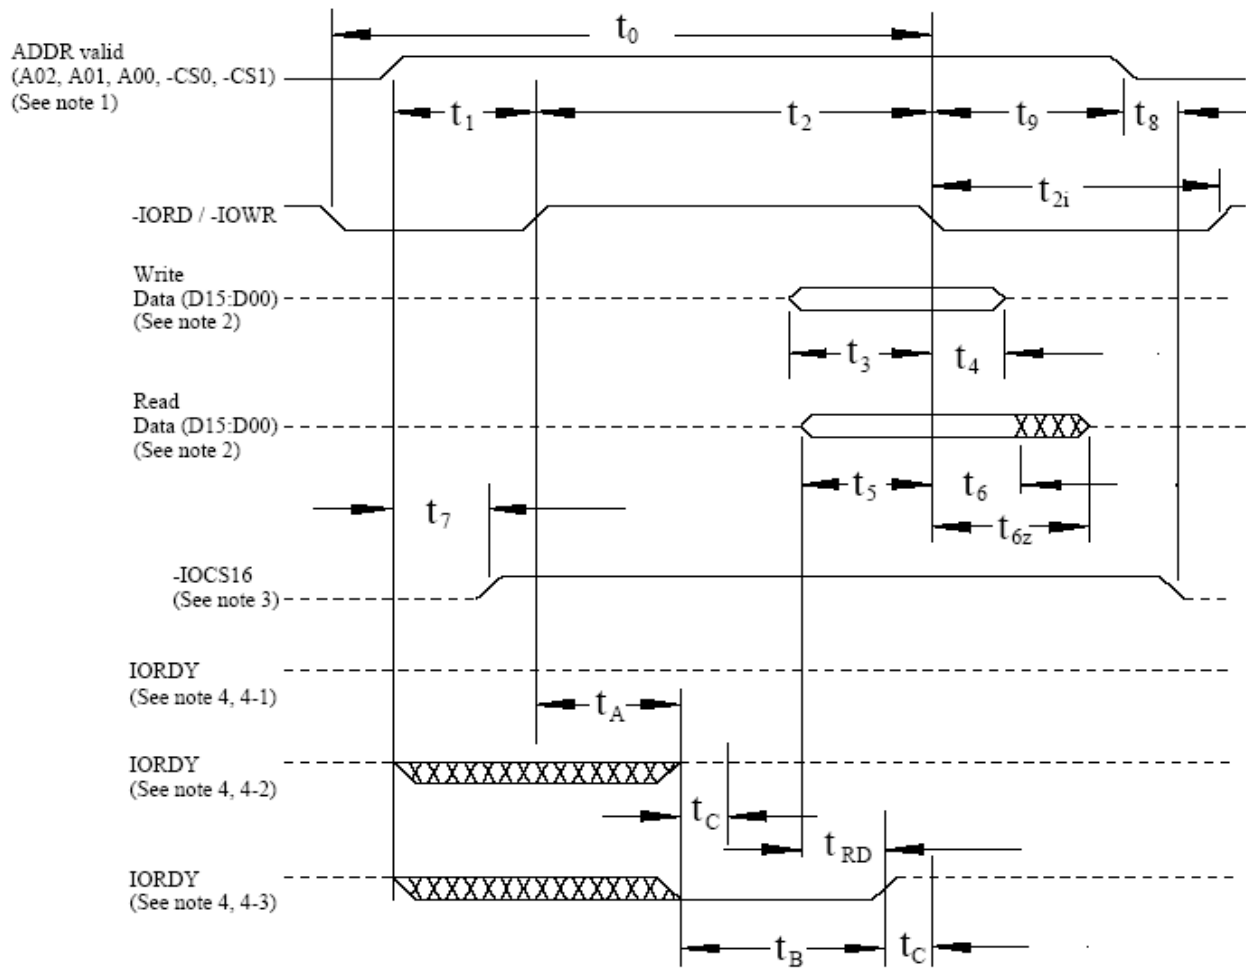 t0
ADDR valid
(A02, A01, A00, -CS0, -CS1)
(See note 1)
t1
t2
t9
t8
t2i
-IORD / -IOWR
Write
Data (D15:D00)
(See note 2)
t3
t4
Read
Data (D15:D00)
(See note 2)
t5
t6
t7
t6z
-IOCS16
(See note 3)
IORDY
(See note 4, 4-1)
tA
IORDY
(See note 4, 4-2)
tC
tRD
IORDY
(See note 4, 4-3)
tB
tC